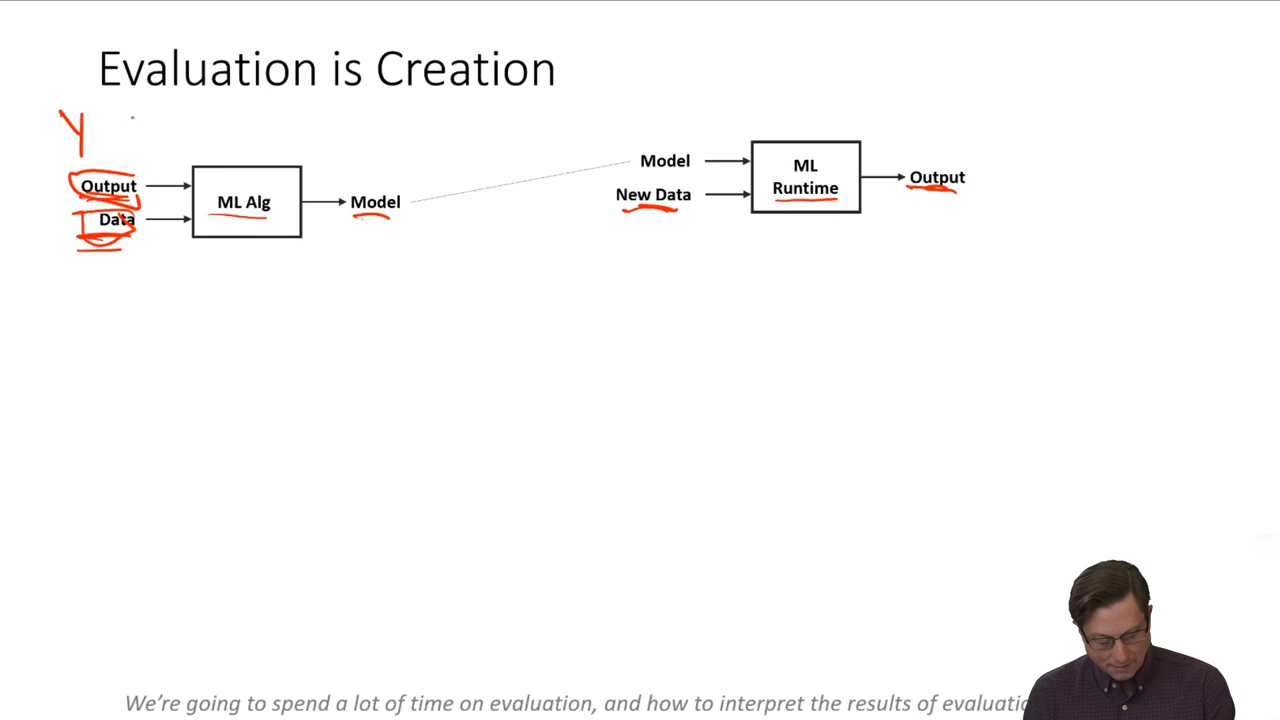 Evaluation is Creation
Y
Output
Data
ML Alg
Model
Model
New Data
ML
Runtime
Output
We're going to spend a lot of time on evaluation, and how to interpret the results of